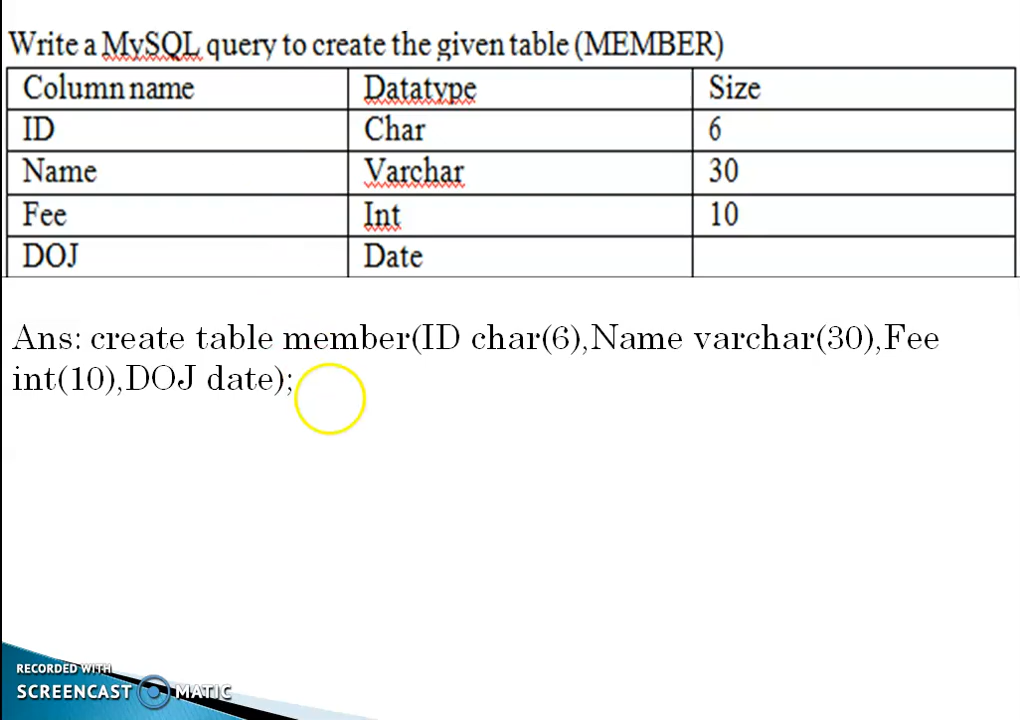 Write a MySQL query to create the given table (MEMBER)
Column name Datatype Size
ID Char 6
Name Varchar 30
Fee Int 10
DOJ Date
Ans: create table member(ID char(6),Name varchar(30),Fee
int(10),DOJ date);
RECORDED WITH
SCREENCAST MATIC